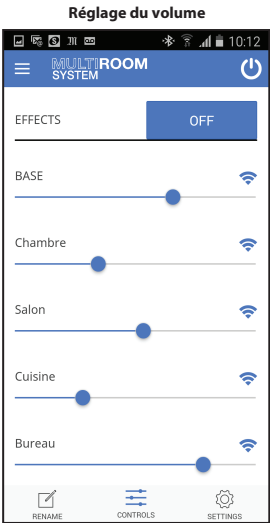 Réglage du volume
10:12
MULTIROOM
SYSTEM
EFFECTS OFF
BASE
Chambre
Salon
Cuisine
Bureau
RENAME CONTROLS SETTINGS